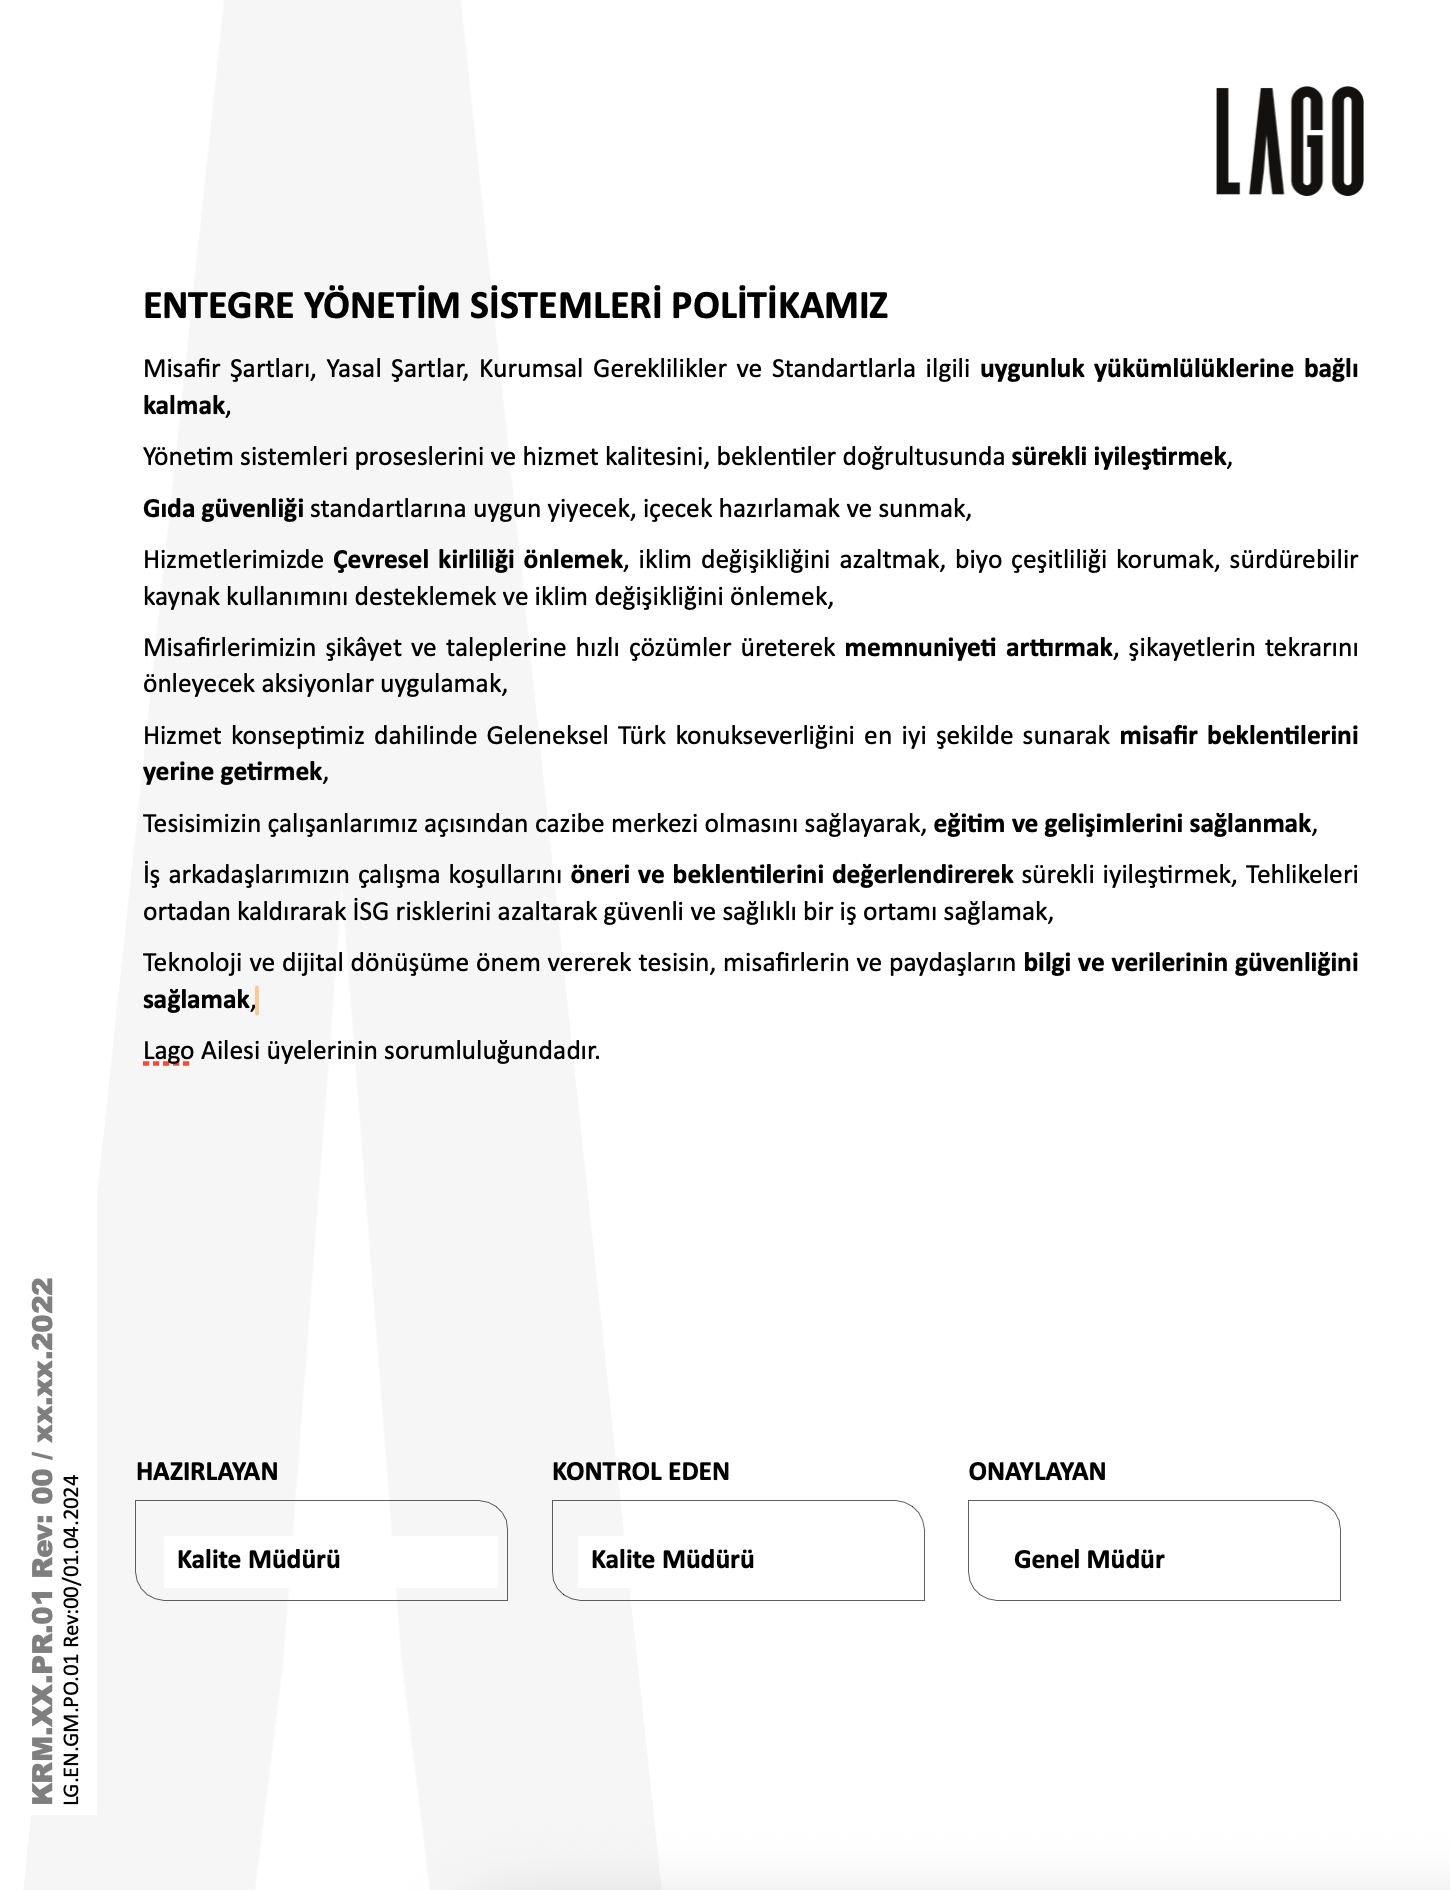 LAGO
ENTEGRE YÖNETİM SİSTEMLERİ POLİTİKAMIZ
Misafir Şartları, Yasal Şartlar, Kurumsal Gereklilikler ve Standartlarla ilgili uygunluk yükümlülüklerine bağlı
kalmak,
Yönetim sistemleri proseslerini ve hizmet kalitesini, beklentiler doğrultusunda sürekli iyileştirmek,
Gıda güvenliği standartlarına uygun yiyecek, içecek hazırlamak ve sunmak,
Hizmetlerimizde Çevresel kirliliği önlemek, iklim değişikliğini azaltmak, biyo çeşitliliği korumak, sürdürebilir
kaynak kullanımını desteklemek ve iklim değişikliğini önlemek,
Misafirlerimizin şikâyet ve taleplerine hızlı çözümler üreterek memnuniyeti arttırmak, şikayetlerin tekrarını
önleyecek aksiyonlar uygulamak,
Hizmet konseptimiz dahilinde Geleneksel Türk konukseverliğini en iyi şekilde sunarak misafir beklentilerini
yerine getirmek,
Tesisimizin çalışanlarımız açısından cazibe merkezi olmasını sağlayarak, eğitim ve gelişimlerini sağlanmak,
İş arkadaşlarımızın çalışma koşullarını öneri ve beklentilerini değerlendirerek sürekli iyileştirmek, Tehlikeleri
ortadan kaldırarak İSG risklerini azaltarak güvenli ve sağlıklı bir iş ortamı sağlamak,
Teknoloji ve dijital dönüşüme önem vererek tesisin, misafirlerin ve paydaşların bilgi ve verilerinin güvenliğini
sağlamak,
Lago Ailesi üyelerinin sorumluluğundadır.
KRM.XX.PR.01 Rev: 00 / xx.xx.2022
LG.EN.GM.PO.01 Rev:00/01.04.2024
HAZIRLAYAN
Kalite Müdürü
KONTROL EDEN
Kalite Müdürü
ONAYLAYAN
Genel Müdür